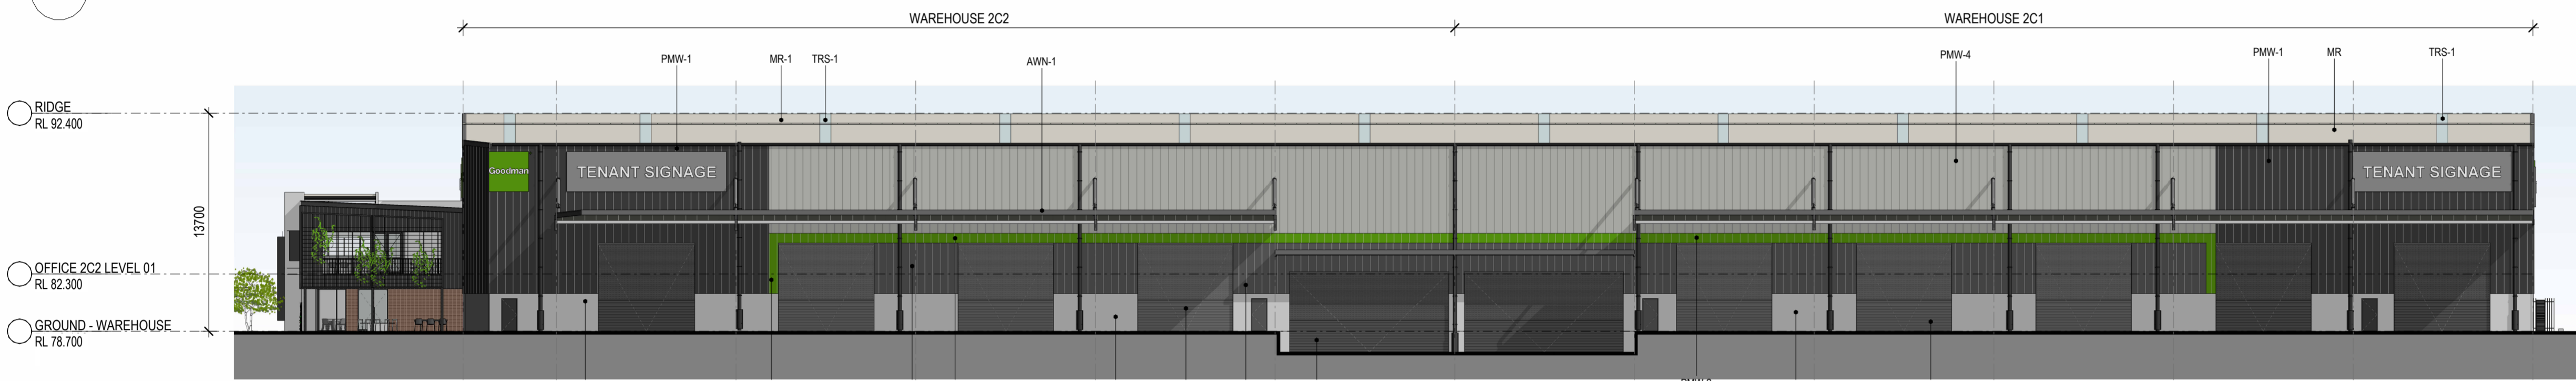 WAREHOUSE 2C2
WAREHOUSE 2C1
PMW-1
MR-1
TRS-1
AWN-1
PMW-4
PMW-1
MR
TRS-1
RIDGE
RL 92.400
13700
Goodman
TENANT SIGNAGE
TENANT SIGNAGE
OFFICE 2C2 LEVEL 01
RL 82.300
GROUND - WAREHOUSE
RL 78.700